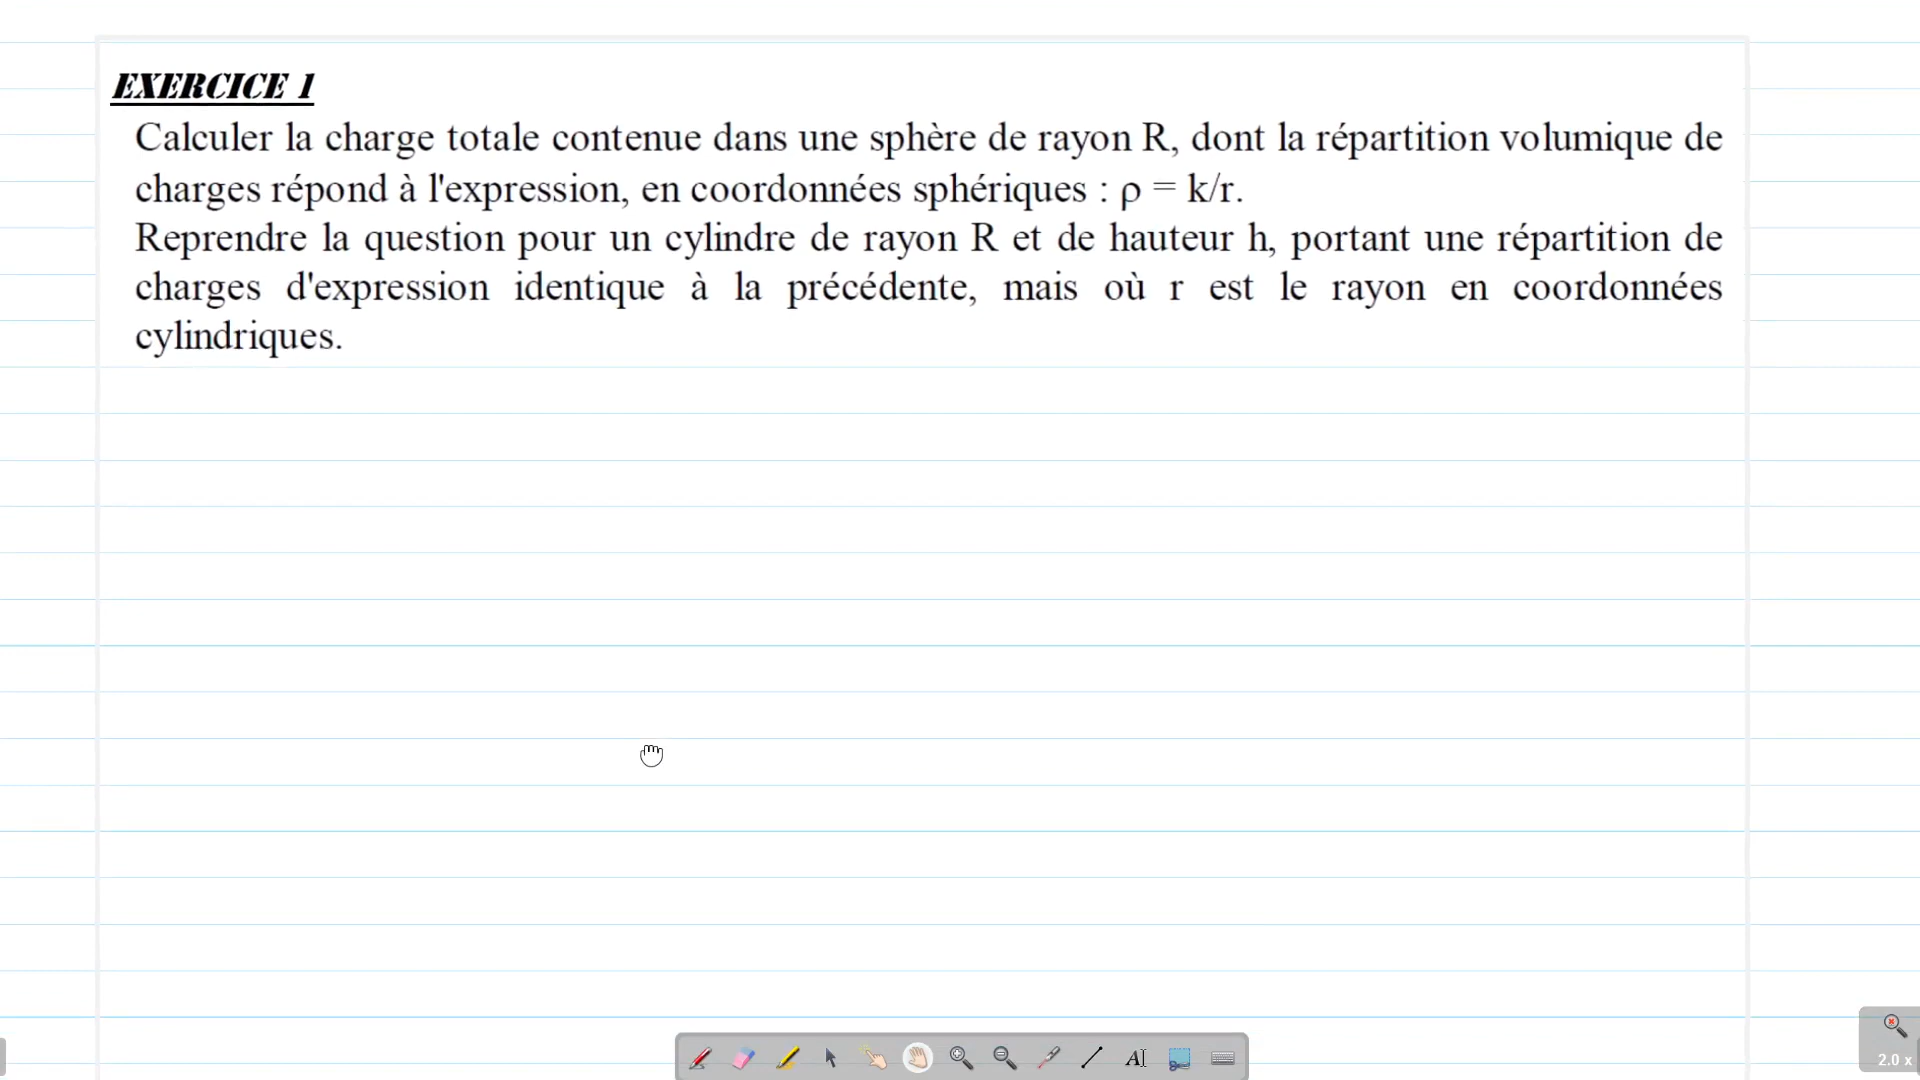 EXERCICE 1
Calculer la charge totale contenue dans une sphère de rayon R, dont la répartition volumique de
charges répond à l'expression, en coordonnées sphériques : ρ = k/r.
Reprendre la question pour un cylindre de rayon R et de hauteur h, portant une répartition de
charges d'expression identique à la précédente, mais où r est le rayon en coordonnées
cylindriques.
AI
2.0 x